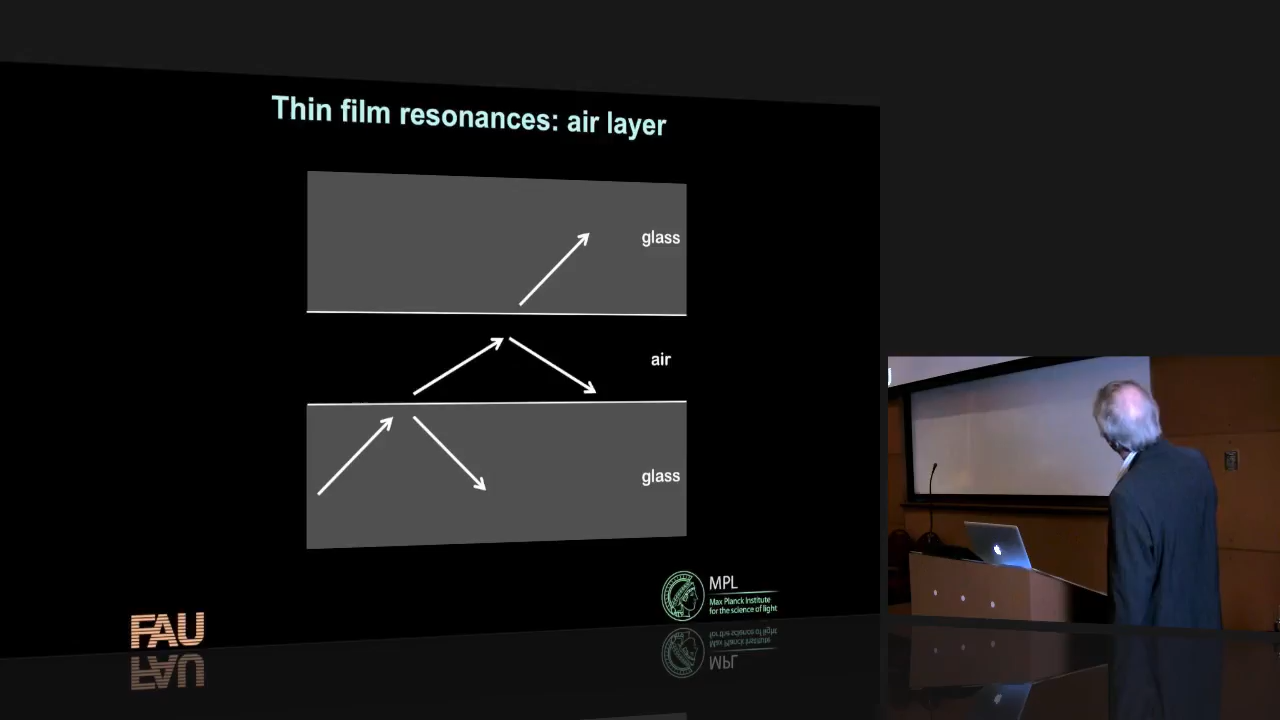 Thin film resonances: air layer
glass
air
glass
MPL
Max Planck Institute
for the science of light
FAU